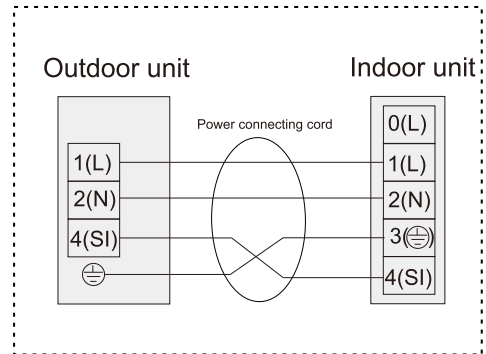 Outdoor unit
Indoor unit
Power connecting cord
0(L)
1(L)
1(L)
2(N)
2(N)
4(SI)
3(⏚)
4(SI)